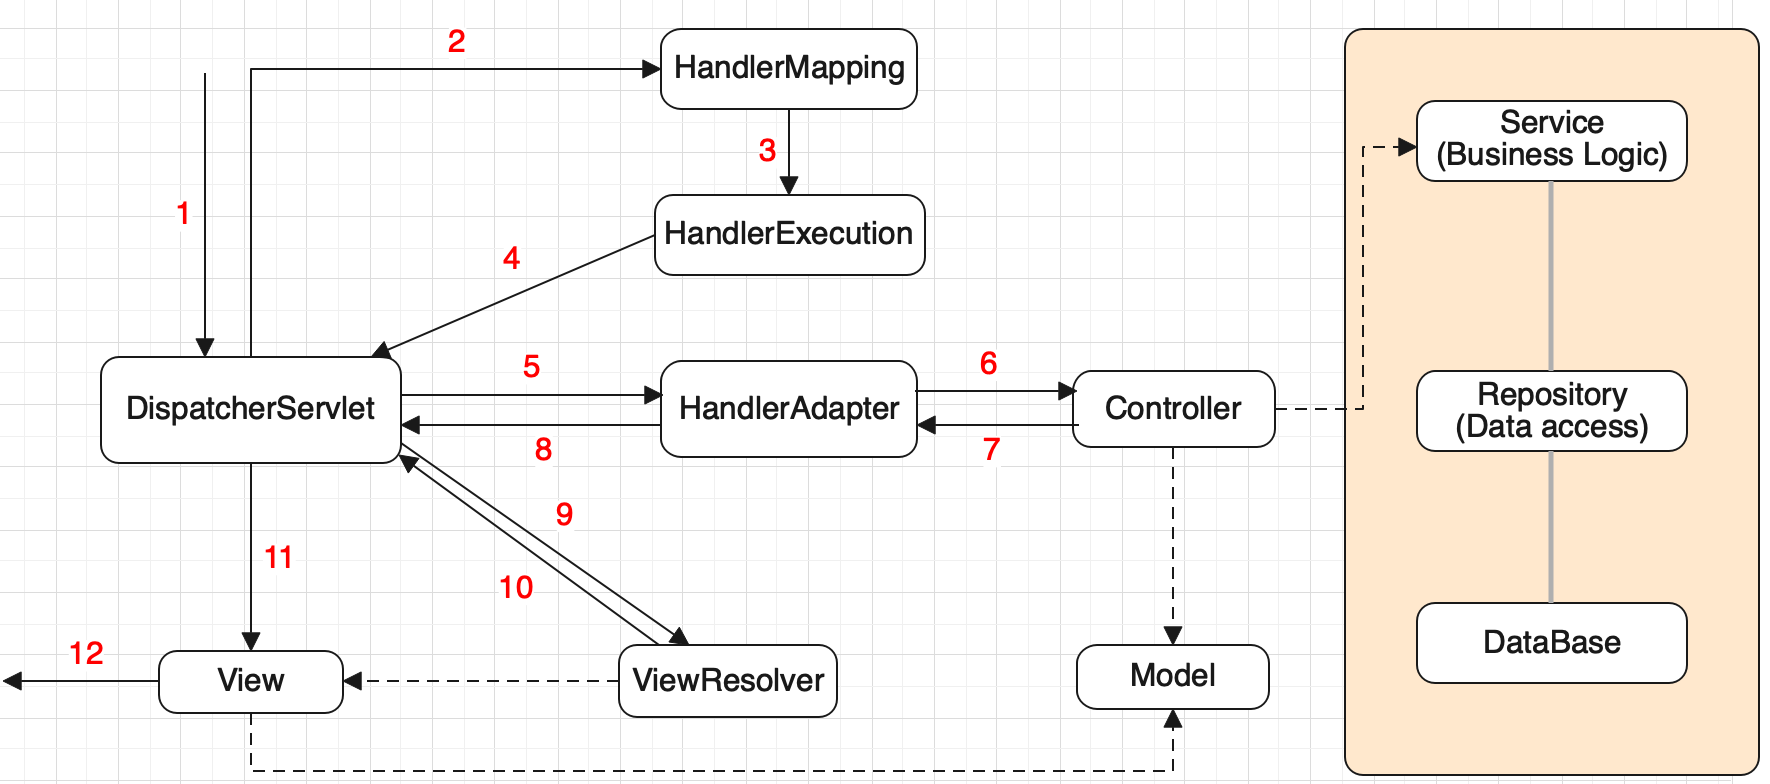 2
HandlerMapping
Service
(Business Logic)
3
1
HandlerExecution
4
5
6
DispatcherServlet
HandlerAdapter
Controller
Repository
(Data access)
8
7
9
11
10
12
View
ViewResolver
Model
DataBase